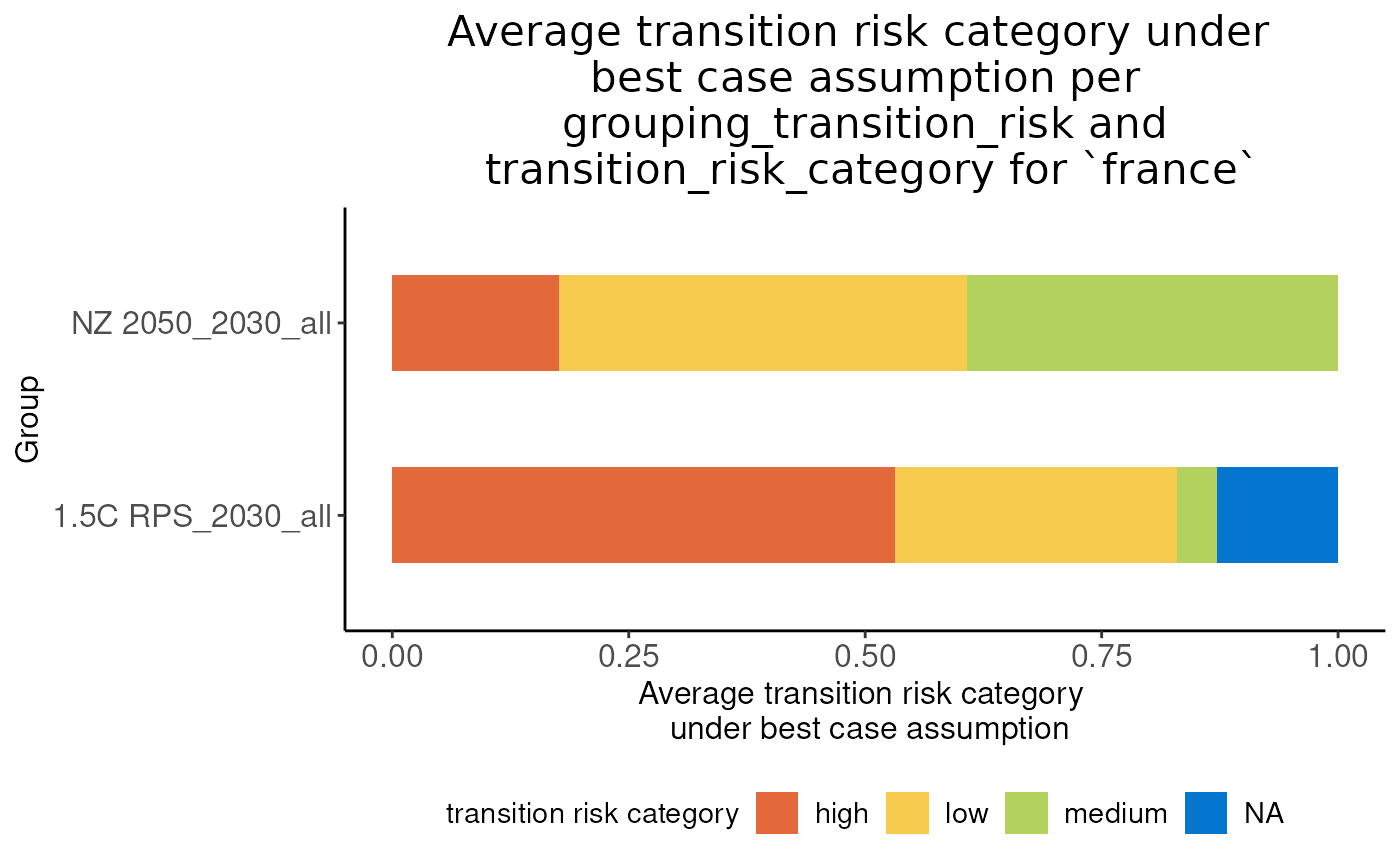 Average transition risk category under
best case assumption per
grouping_transition_risk and
transition_risk_category for `france`
Group
NZ 2050_2030_all
1.5C RPS_2030_all
0.00 0.25 0.50 0.75 1.00
Average transition risk category
under best case assumption
transition risk category high low medium NA